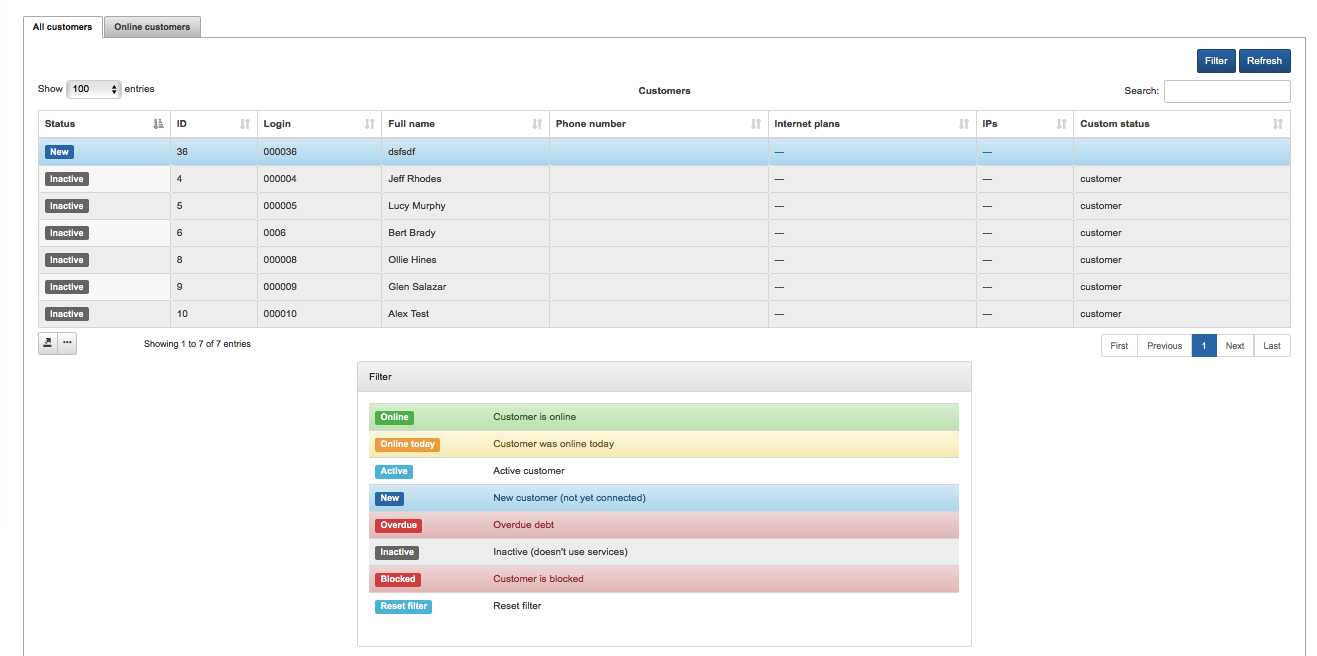 All customers Online customers
Filter Refresh
Show 100 entries Customers Search:
Status ID Login Full name Phone number Internet plans IPs Custom status
New 36 000036 dsfsdf --- ---
Inactive 4 000004 Jeff Rhodes --- --- customer
Inactive 5 000005 Lucy Murphy --- --- customer
Inactive 6 0006 Bert Brady --- --- customer
Inactive 8 000008 Ollie Hines --- --- customer
Inactive 9 000009 Glen Salazar --- --- customer
Inactive 10 000010 Alex Test --- --- customer
Showing 1 to 7 of 7 entries First Previous 1 Next Last
Filter
Online Customer is online
Online today Customer was online today
Active Active customer
New New customer (not yet connected)
Overdue Overdue debt
Inactive Inactive (doesn't use services)
Blocked Customer is blocked
Reset filter Reset filter